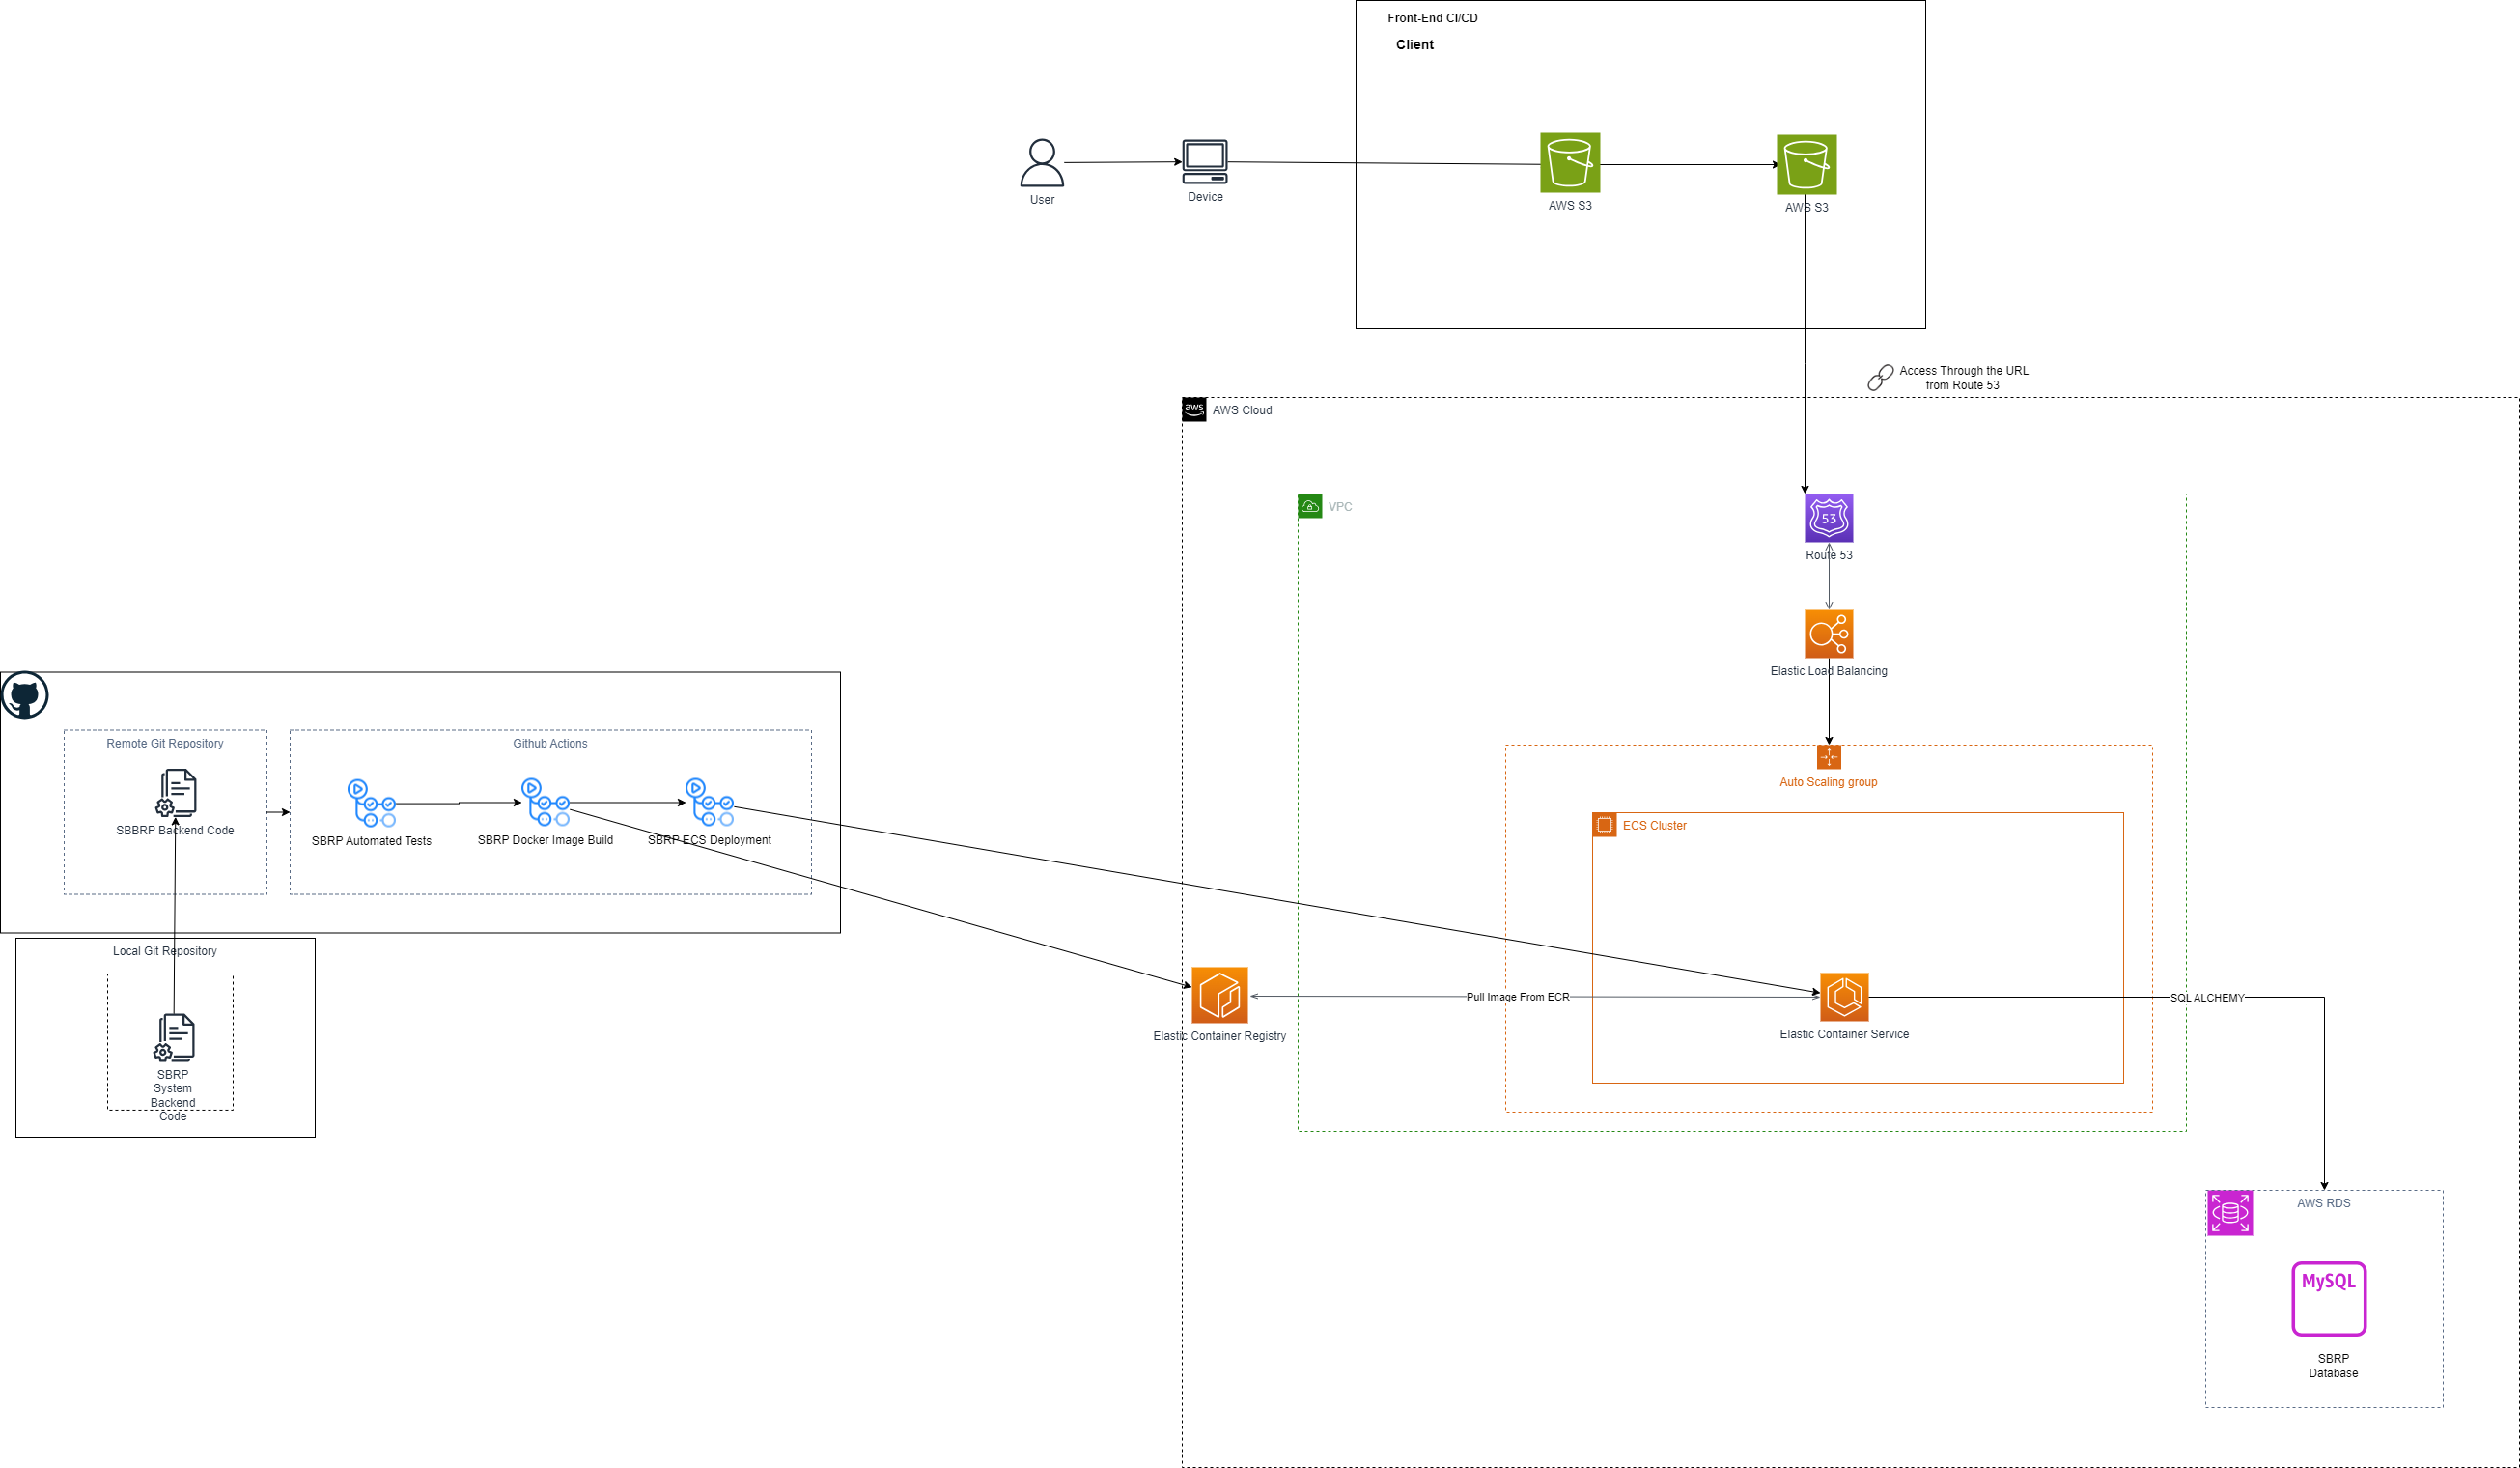 Front-End CI/CD
Client
User
Device
AWS S3
AWS S3
Access Through the URL
from Route 53
aws
AWS Cloud
VPC
53
Route 53
Elastic Load Balancing
Auto Scaling group
ECS Cluster
Remote Git Repository
SBBRP Backend Code
Github Actions
SBRP Automated Tests
SBRP Docker Image Build
SBRP ECS Deployment
Local Git Repository
SBRP
System
Backend
Code
Elastic Container Registry
Pull Image From ECR
Elastic Container Service
SQL ALCHEMY
AWS RDS
MySQL
SBRP
Database